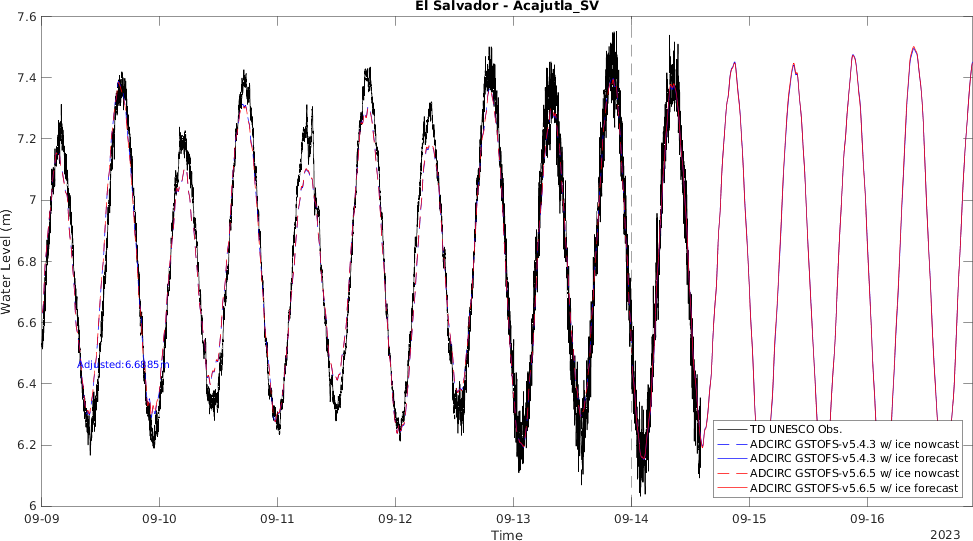 El Salvador - Acajutla_SV
7.6
7.4
7.2
7
6.8
6.6
6.4
6.2
6
Water Level (m)
Adjusted:6.6885m
TD UNESCO Obs.
ADCIRC GSTOFS-v5.4.3 w/ ice nowcast
ADCIRC GSTOFS-v5.4.3 w/ ice forecast
ADCIRC GSTOFS-v5.6.5 w/ ice nowcast
ADCIRC GSTOFS-v5.6.5 w/ ice forecast
09-09 09-10 09-11 09-12 09-13 09-14 09-15 09-16
Time
2023